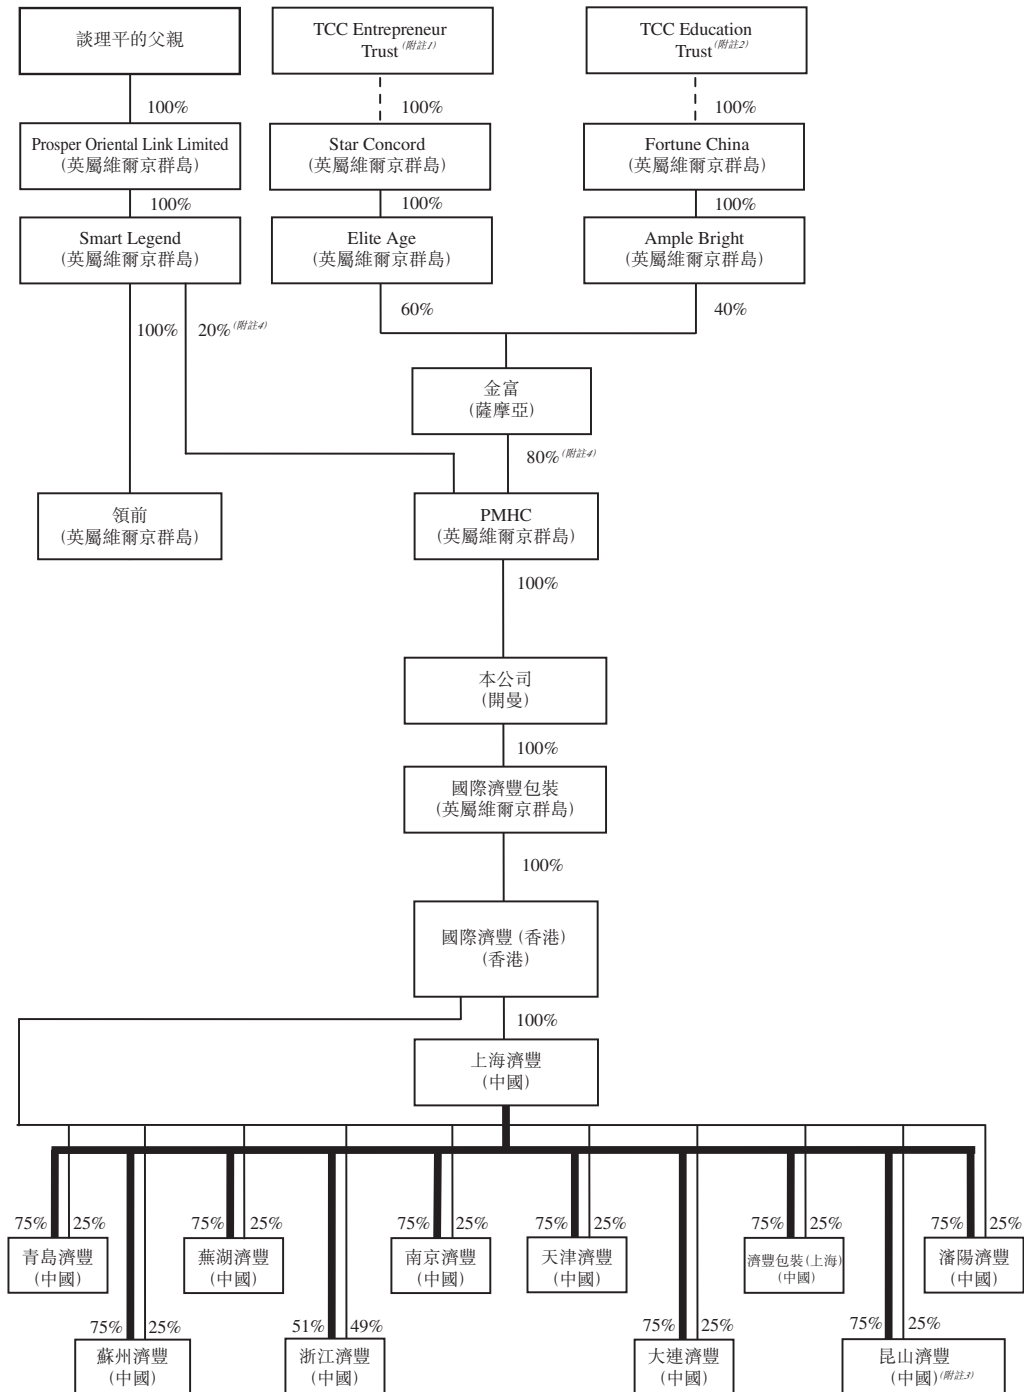 談理平的父親
TCC Entrepreneur
Trust (附註1)
TCC Education
Trust (附註2)
100%
100%
100%
Prosper Oriental Link Limited
(英屬維爾京群島)
Star Concord
(英屬維爾京群島)
Fortune China
(英屬維爾京群島)
100%
100%
100%
Smart Legend
(英屬維爾京群島)
Elite Age
(英屬維爾京群島)
Ample Bright
(英屬維爾京群島)
60%
40%
100%
20% (附註4)
金富
(薩摩亞)
80% (附註4)
領前
(英屬維爾京群島)
PMHC
(英屬維爾京群島)
100%
本公司
(開曼)
100%
國際濟豐包裝
(英屬維爾京群島)
100%
國際濟豐 (香港)
(香港)
100%
上海濟豐
(中國)
75%
25%
75%
25%
75%
25%
75%
25%
75%
25%
75%
25%
青島濟豐
(中國)
蕪湖濟豐
(中國)
南京濟豐
(中國)
天津濟豐
(中國)
濟豐包裝 (上海)
(中國)
瀋陽濟豐
(中國)
75%
25%
51%
49%
75%
25%
75%
25%
蘇州濟豐
(中國)
浙江濟豐
(中國)
大連濟豐
(中國)
昆山濟豐
(中國) (附註3)